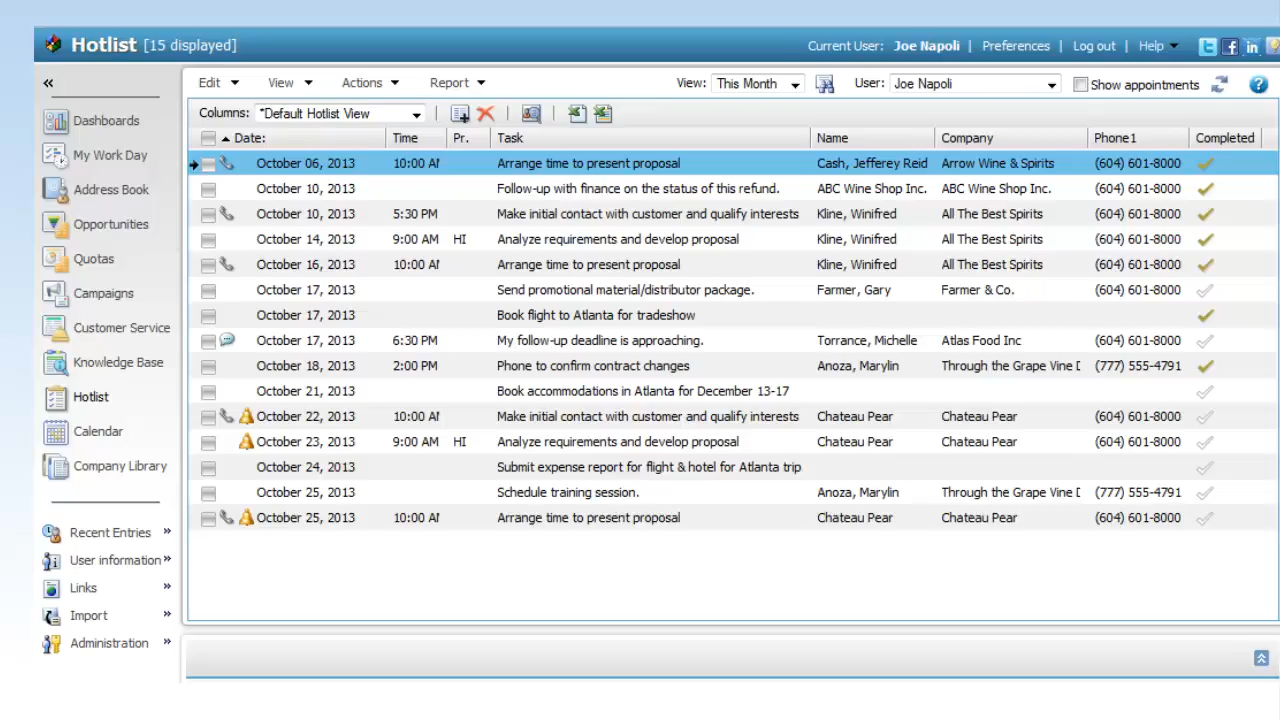 Hotlist [15 displayed] Current User: Joe Napoli | Preferences | Log out | Help
Edit View Actions Report View: This Month User: Joe Napoli Show appointments
Columns: *Default Hotlist View
Date: Time Pr. Task Name Company Phone1 Completed
October 06, 2013 10:00 AM Arrange time to present proposal Cash, Jefferey Reid Arrow Wine & Spirits (604) 601-8000
October 10, 2013 Follow-up with finance on the status of this refund. ABC Wine Shop Inc. ABC Wine Shop Inc. (604) 601-8000
October 10, 2013 5:30 PM Make initial contact with customer and qualify interests Kline, Winifred All The Best Spirits (604) 601-8000
October 14, 2013 9:00 AM HI Analyze requirements and develop proposal Kline, Winifred All The Best Spirits (604) 601-8000
October 16, 2013 10:00 AM Arrange time to present proposal Kline, Winifred All The Best Spirits (604) 601-8000
October 17, 2013 Send promotional material/distributor package. Farmer, Gary Farmer & Co. (604) 601-8000
October 17, 2013 Book flight to Atlanta for tradeshow
October 17, 2013 6:30 PM My follow-up deadline is approaching. Torrance, Michelle Atlas Food Inc (604) 601-8000
October 18, 2013 2:00 PM Phone to confirm contract changes Anoza, Marylin Through the Grape Vine (777) 555-4791
October 21, 2013 Book accommodations in Atlanta for December 13-17
October 22, 2013 10:00 AM Make initial contact with customer and qualify interests Chateau Pear Chateau Pear (604) 601-8000
October 23, 2013 9:00 AM HI Analyze requirements and develop proposal Chateau Pear Chateau Pear (604) 601-8000
October 24, 2013 Submit expense report for flight & hotel for Atlanta trip
October 25, 2013 Schedule training session. Anoza, Marylin Through the Grape Vine (777) 555-4791
October 25, 2013 10:00 AM Arrange time to present proposal Chateau Pear Chateau Pear (604) 601-8000
Dashboards
My Work Day
Address Book
Opportunities
Quotas
Campaigns
Customer Service
Knowledge Base
Hotlist
Calendar
Company Library
Recent Entries
User information
Links
Import
Administration